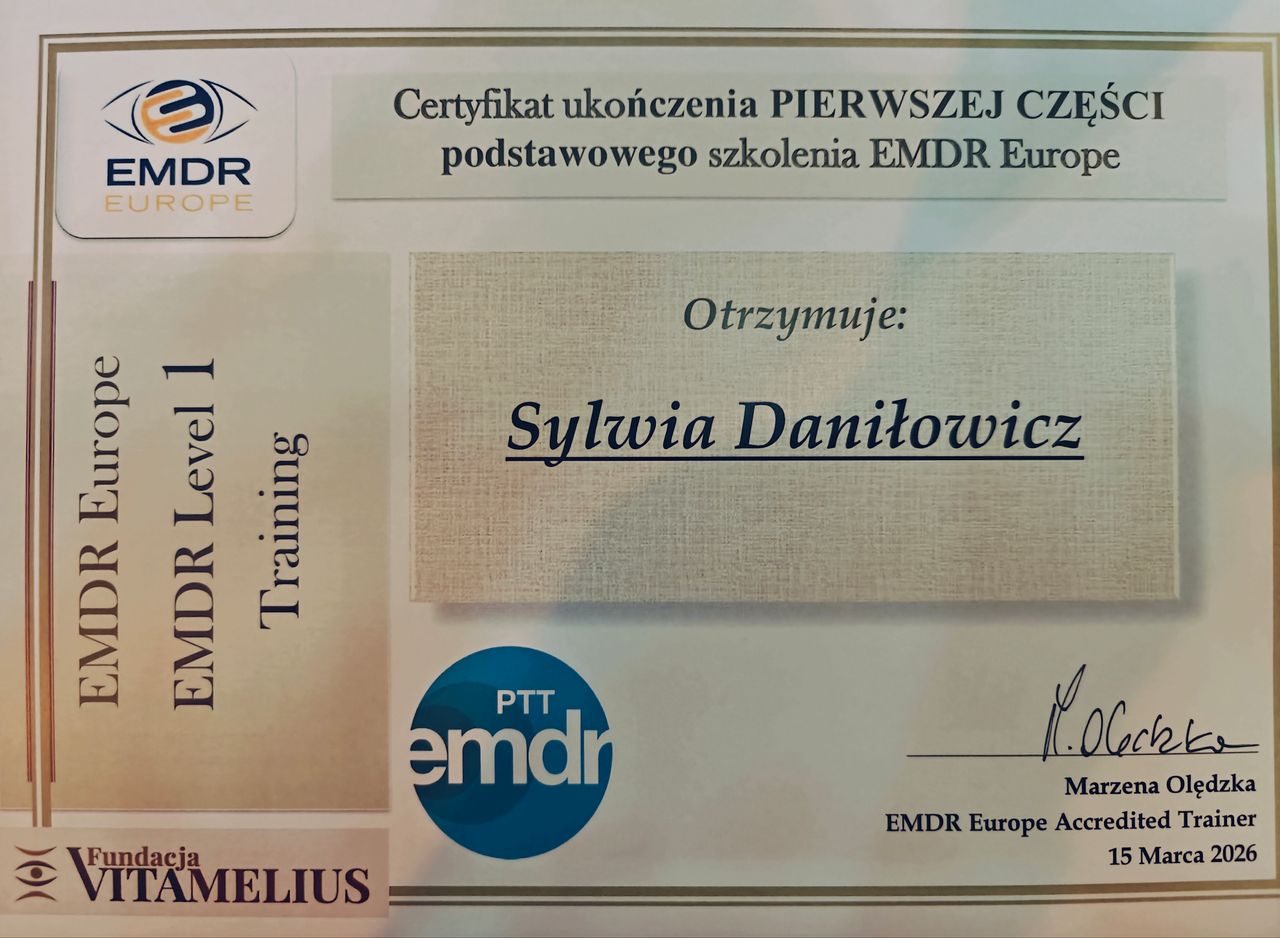 EMDR
EUROPE
Certyfikat ukończenia PIERWSZEJ CZĘŚCI
podstawowego szkolenia EMDR Europe
EMDR Europe
EMDR Level 1
Training
Otrzymuje:
Sylwia Daniłowicz
PTT
emdr
M. Olędzka
Marzena Olędzka
EMDR Europe Accredited Trainer
15 Marca 2026
Fundacja
VITAMELIUS